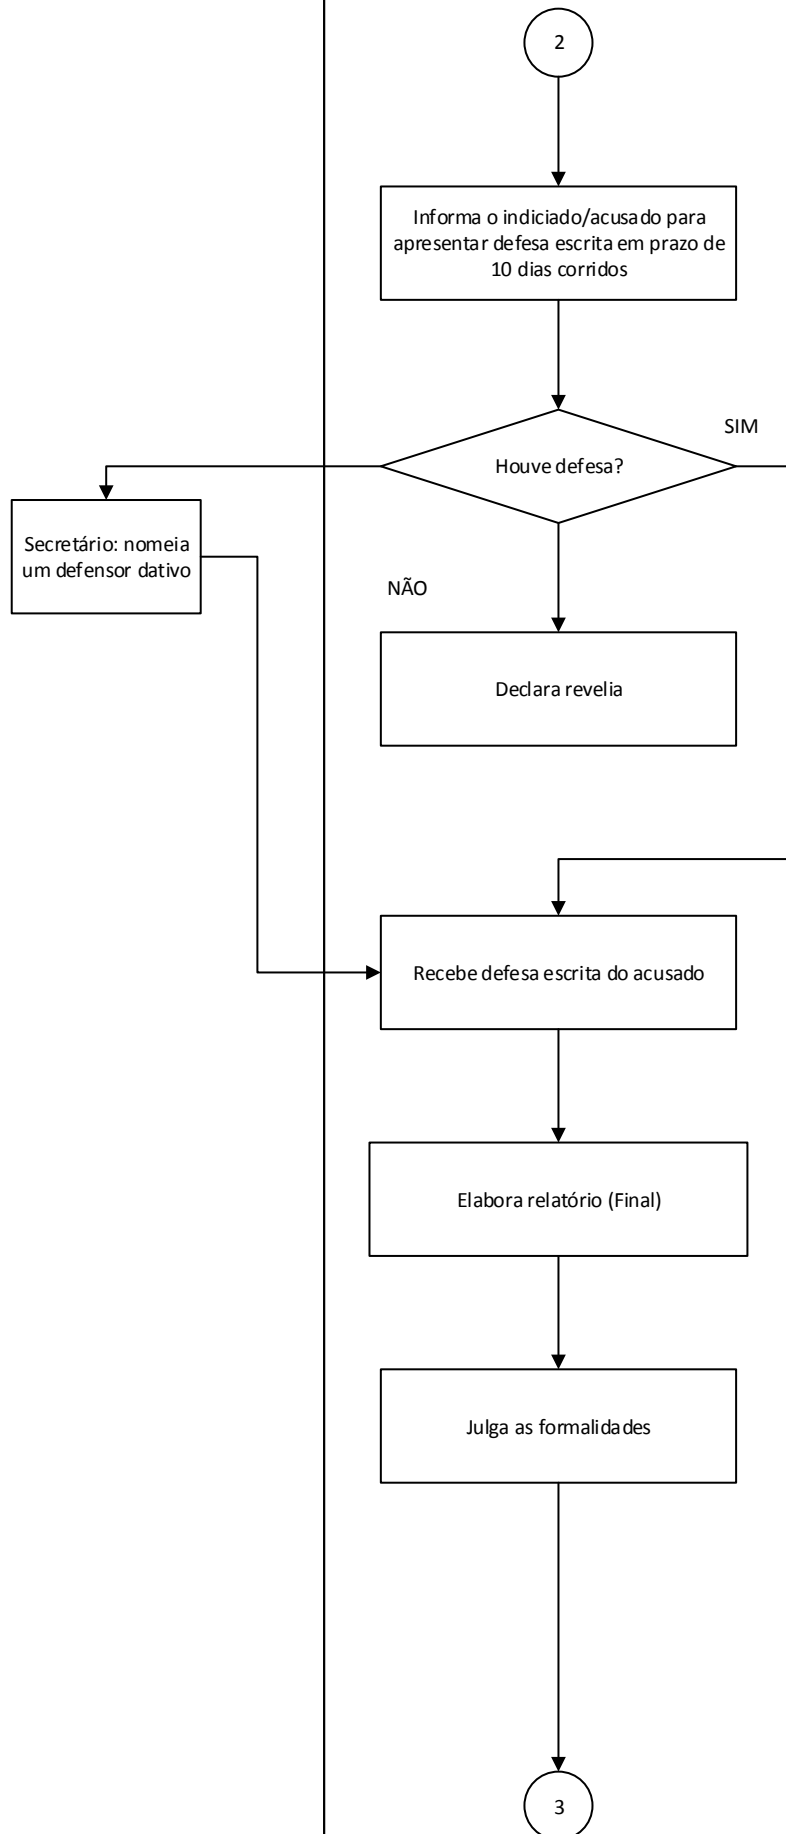 2
Informa o indiciado/acusado para
apresentar defesa escrita em prazo de
10 dias corridos
SIM
Houve defesa?
Secretário: nomeia
um defensor dativo
NÃO
Declara revelia
Recebe defesa escrita do acusado
Elabora relatório (Final)
Julga as formalidades
3